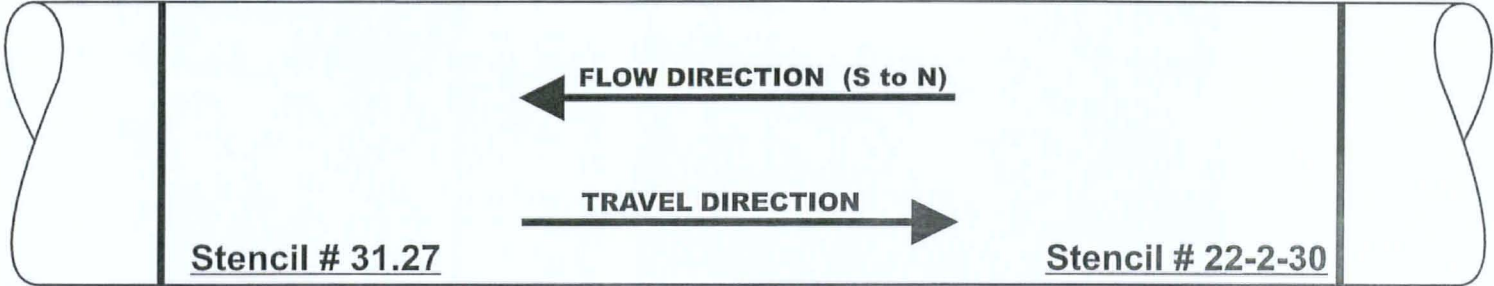 FLOW DIRECTION (S to N)
TRAVEL DIRECTION
Stencil # 31.27
Stencil # 22-2-30